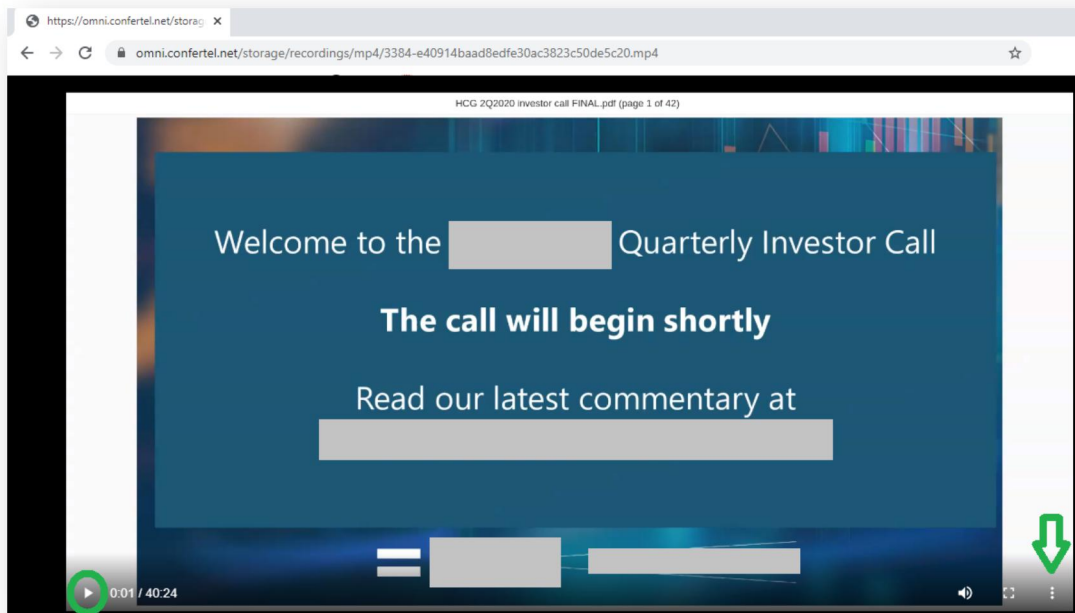 https://omni.confertel.net/storag
omni.confertel.net/storage/recordings/mp4/3384-e40914baad8edfe30ac3823c50de5c20.mp4
HCG 2Q2020 investor call FINAL.pdf (page 1 of 42)
Welcome to the Quarterly Investor Call
The call will begin shortly
Read our latest commentary at
0:01 / 40:24